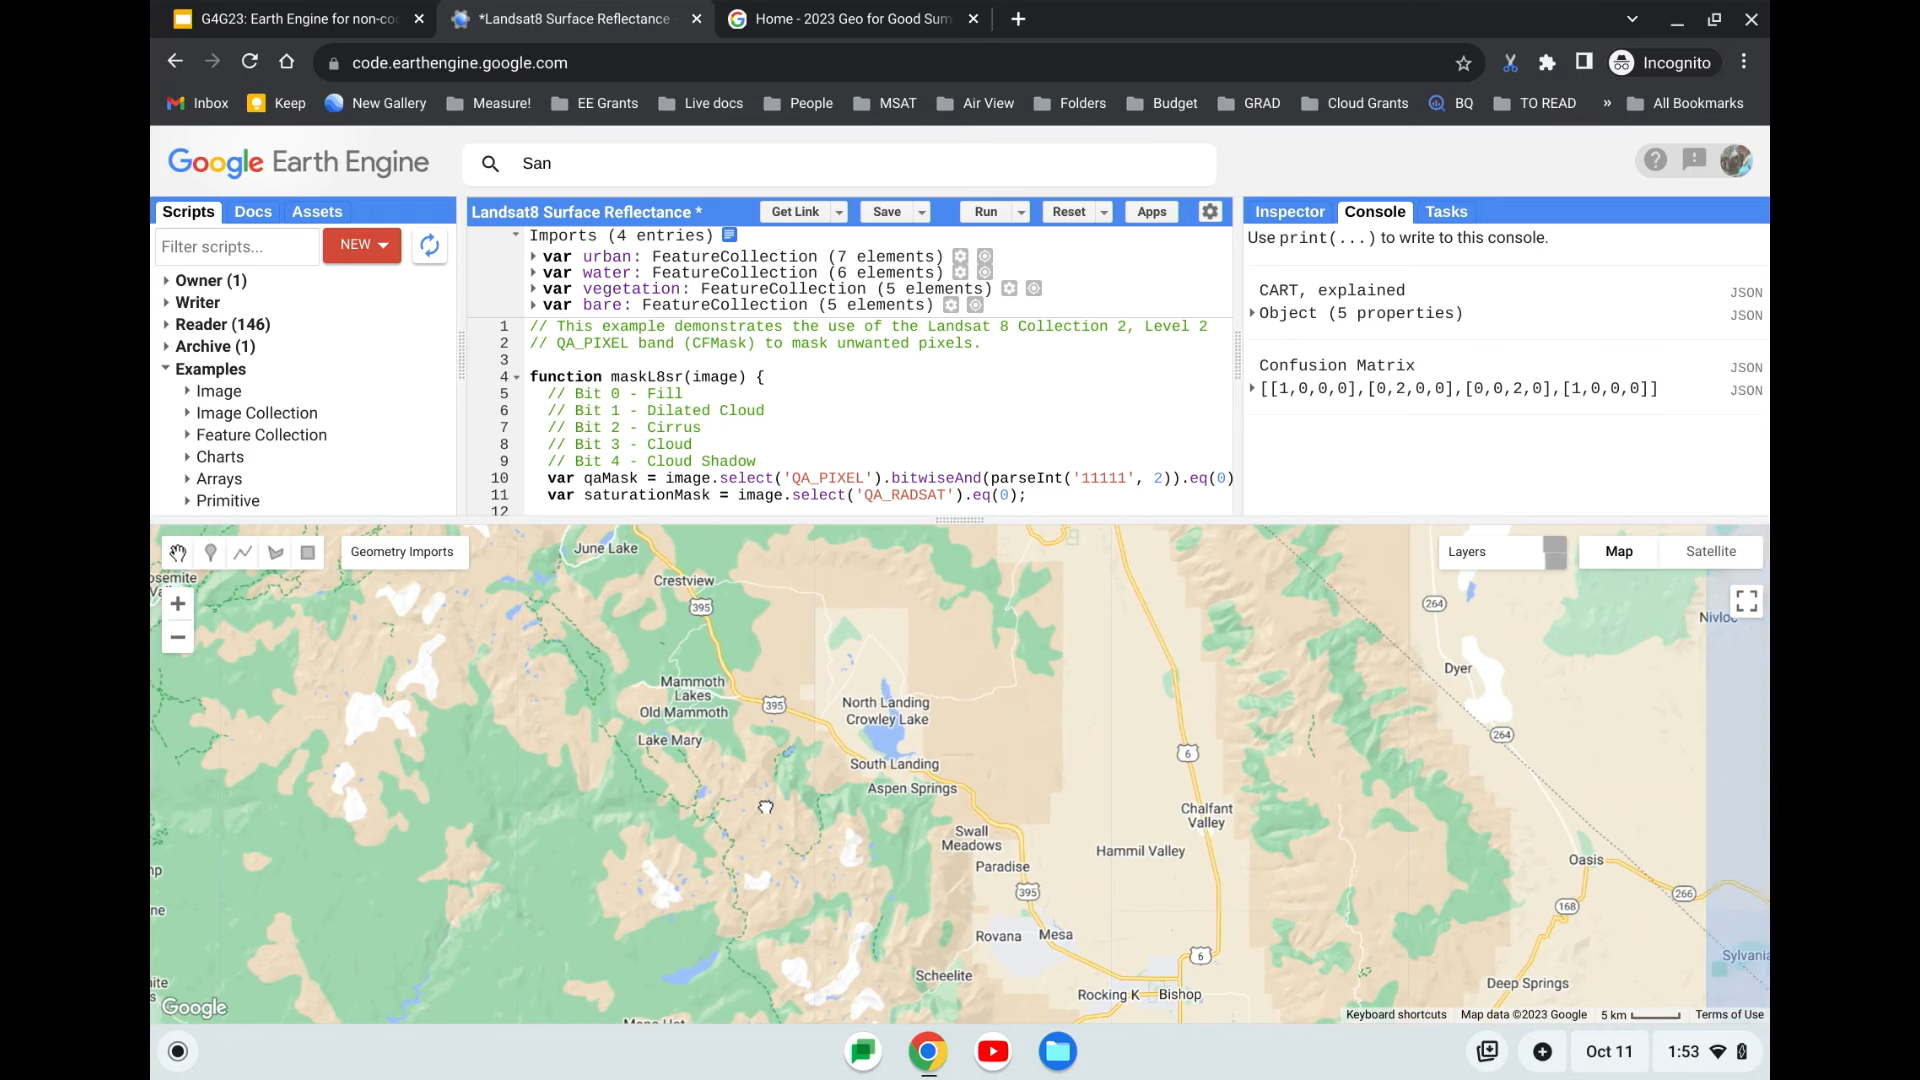 G4G23: Earth Engine for non-co
*Landsat8 Surface Reflectance
Home - 2023 Geo for Good Sum
code.earthengine.google.com
Incognito
Inbox Keep New Gallery Measure! EE Grants Live docs People MSAT Air View Folders Budget GRAD Cloud Grants BQ TO READ » All Bookmarks
Google Earth Engine
San
Scripts Docs Assets
Filter scripts...
NEW
Owner (1)
Writer
Reader (146)
Archive (1)
Examples
Image
Image Collection
Feature Collection
Charts
Arrays
Primitive
Landsat8 Surface Reflectance *
Get Link Save Run Reset Apps
Imports (4 entries)
var urban: FeatureCollection (7 elements)
var water: FeatureCollection (6 elements)
var vegetation: FeatureCollection (5 elements)
var bare: FeatureCollection (5 elements)
1 // This example demonstrates the use of the Landsat 8 Collection 2, Level 2
2 // QA_PIXEL band (CFMask) to mask unwanted pixels.
3
4 function maskL8sr(image) {
5 // Bit 0 - Fill
6 // Bit 1 - Dilated Cloud
7 // Bit 2 - Cirrus
8 // Bit 3 - Cloud
9 // Bit 4 - Cloud Shadow
10 var qaMask = image.select('QA_PIXEL').bitwiseAnd(parseInt('11111', 2)).eq(0)
11 var saturationMask = image.select('QA_RADSAT').eq(0);
12
Inspector Console Tasks
Use print(...) to write to this console.
CART, explained JSON
Object (5 properties) JSON
Confusion Matrix JSON
[[1,0,0,0],[0,2,0,0],[0,0,2,0],[1,0,0,0]] JSON
Geometry Imports
Layers
Map Satellite
+
−
osemite
June Lake
Crestview
395
264
Dyer
Mammoth
Lakes
Old Mammoth
395
Lake Mary
North Landing
Crowley Lake
264
6
South Landing
Aspen Springs
Chalfant
Valley
Swall
Meadows
Hammil Valley
Paradise
Oasis
395
266
168
Rovana
Mesa
6
Sylvania
Scheelite
Deep Springs
Rocking K
Bishop
Google
Keyboard shortcuts Map data ©2023 Google 5 km Terms of Use
Oct 11
1:53